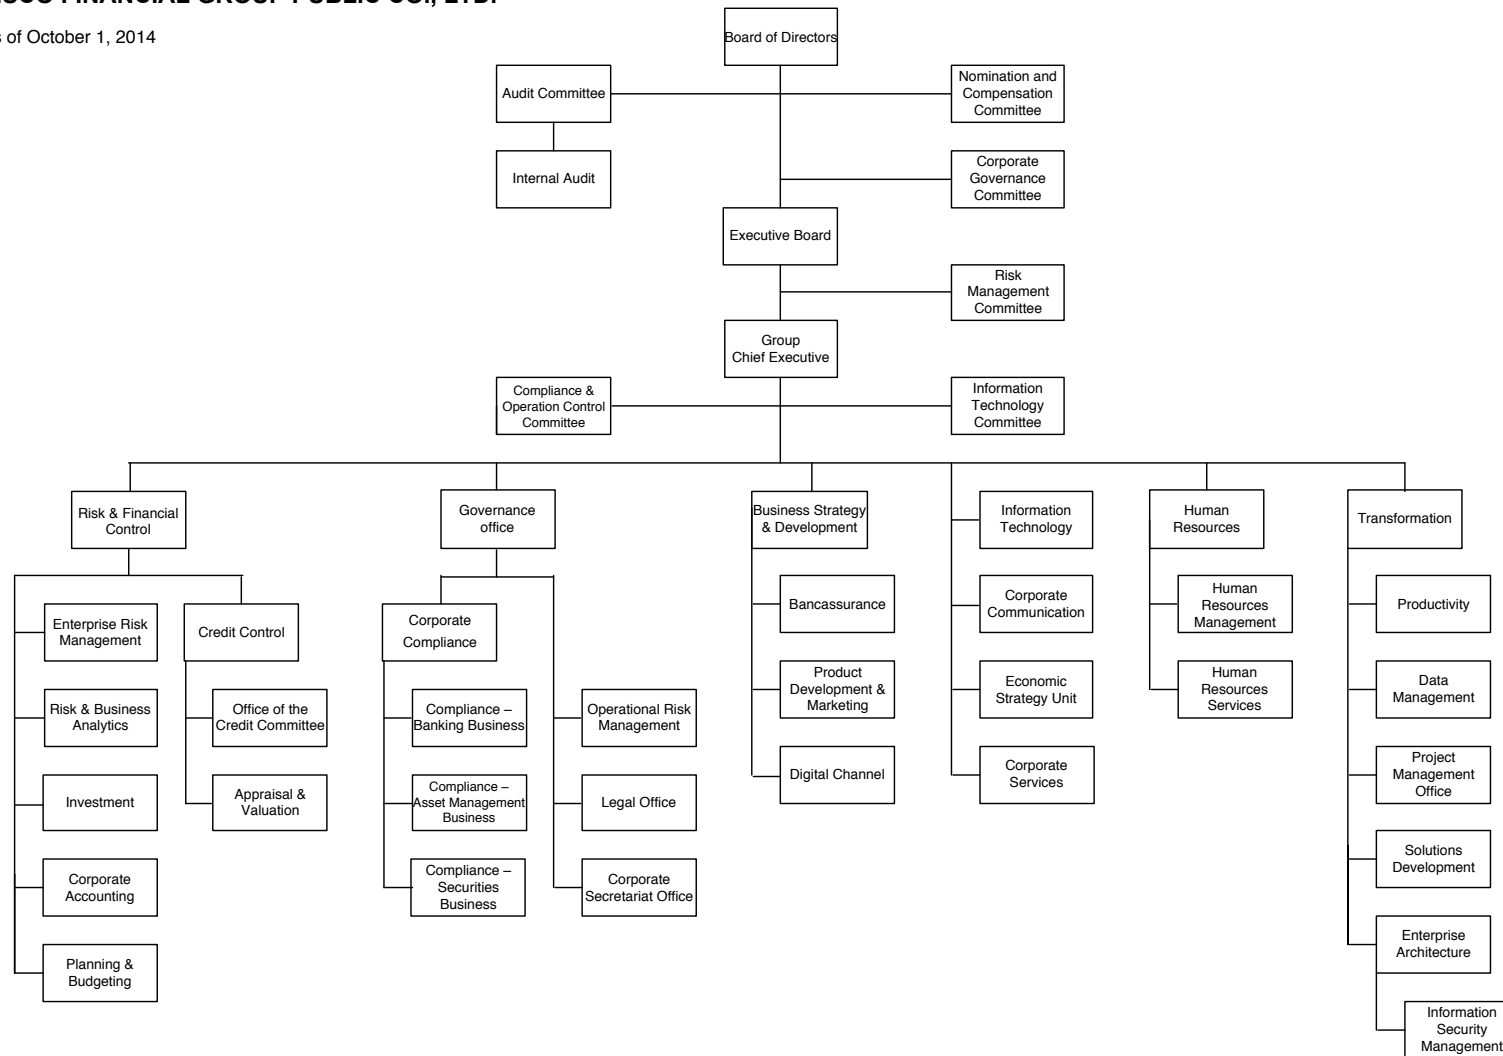 FINANCIAL GROUP PUBLIC CO., LTD.
of October 1, 2014
Board of Directors
Audit Committee
Nomination and
Compensation
Committee
Internal Audit
Corporate
Governance
Committee
Executive Board
Risk
Management
Committee
Group
Chief Executive
Compliance &
Operation Control
Committee
Information
Technology
Committee
Risk & Financial
Control
Governance
office
Business Strategy
& Development
Information
Technology
Human
Resources
Transformation
Bancassurance
Corporate
Communication
Human
Resources
Management
Productivity
Enterprise Risk
Management
Credit Control
Corporate
Compliance
Product
Development &
Marketing
Economic
Strategy Unit
Human
Resources
Services
Data
Management
Risk & Business
Analytics
Office of the
Credit Committee
Compliance –
Banking Business
Operational Risk
Management
Digital Channel
Corporate
Services
Project
Management
Office
Investment
Appraisal &
Valuation
Compliance –
Asset Management
Business
Legal Office
Solutions
Development
Corporate
Accounting
Compliance –
Securities
Business
Corporate
Secretariat Office
Enterprise
Architecture
Planning &
Budgeting
Information
Security
Management